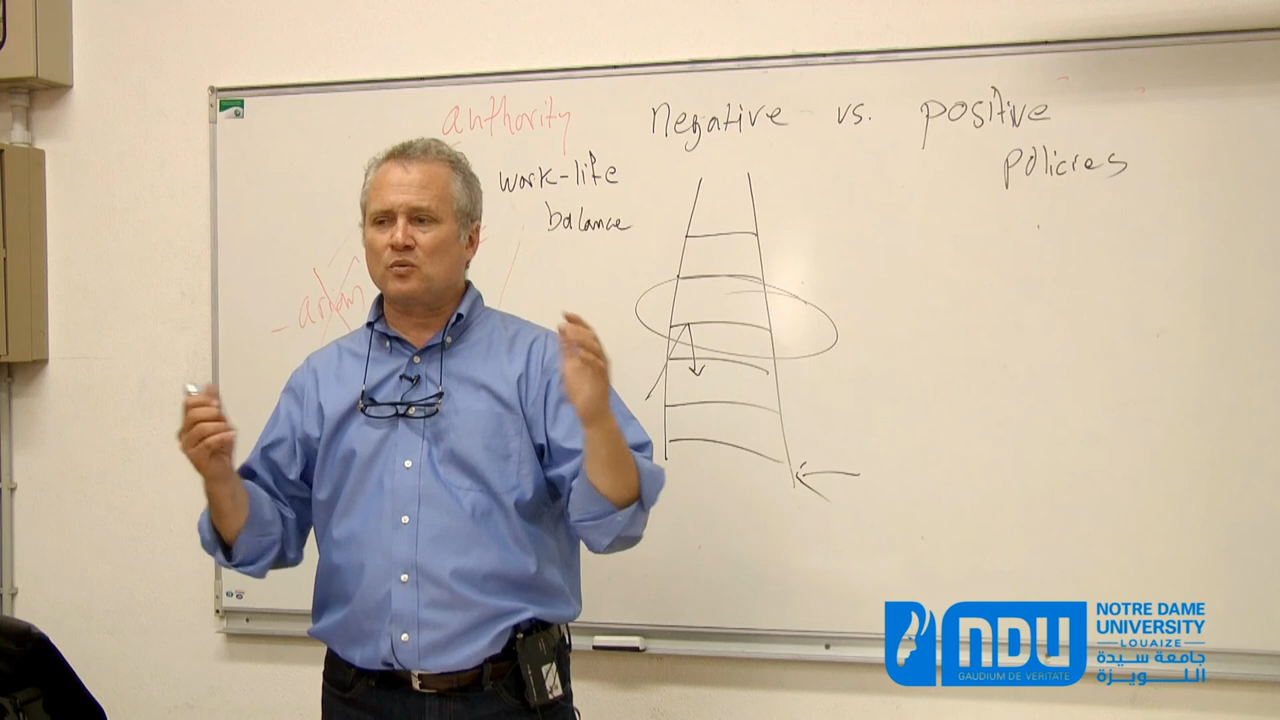 authority
negative vs. positive
policies
work-life
balance
- action
NDU
GAUDIUM DE VERITATE
NOTRE DAME
UNIVERSITY
LOUAIZE
جامعة سيدة
اللويزة